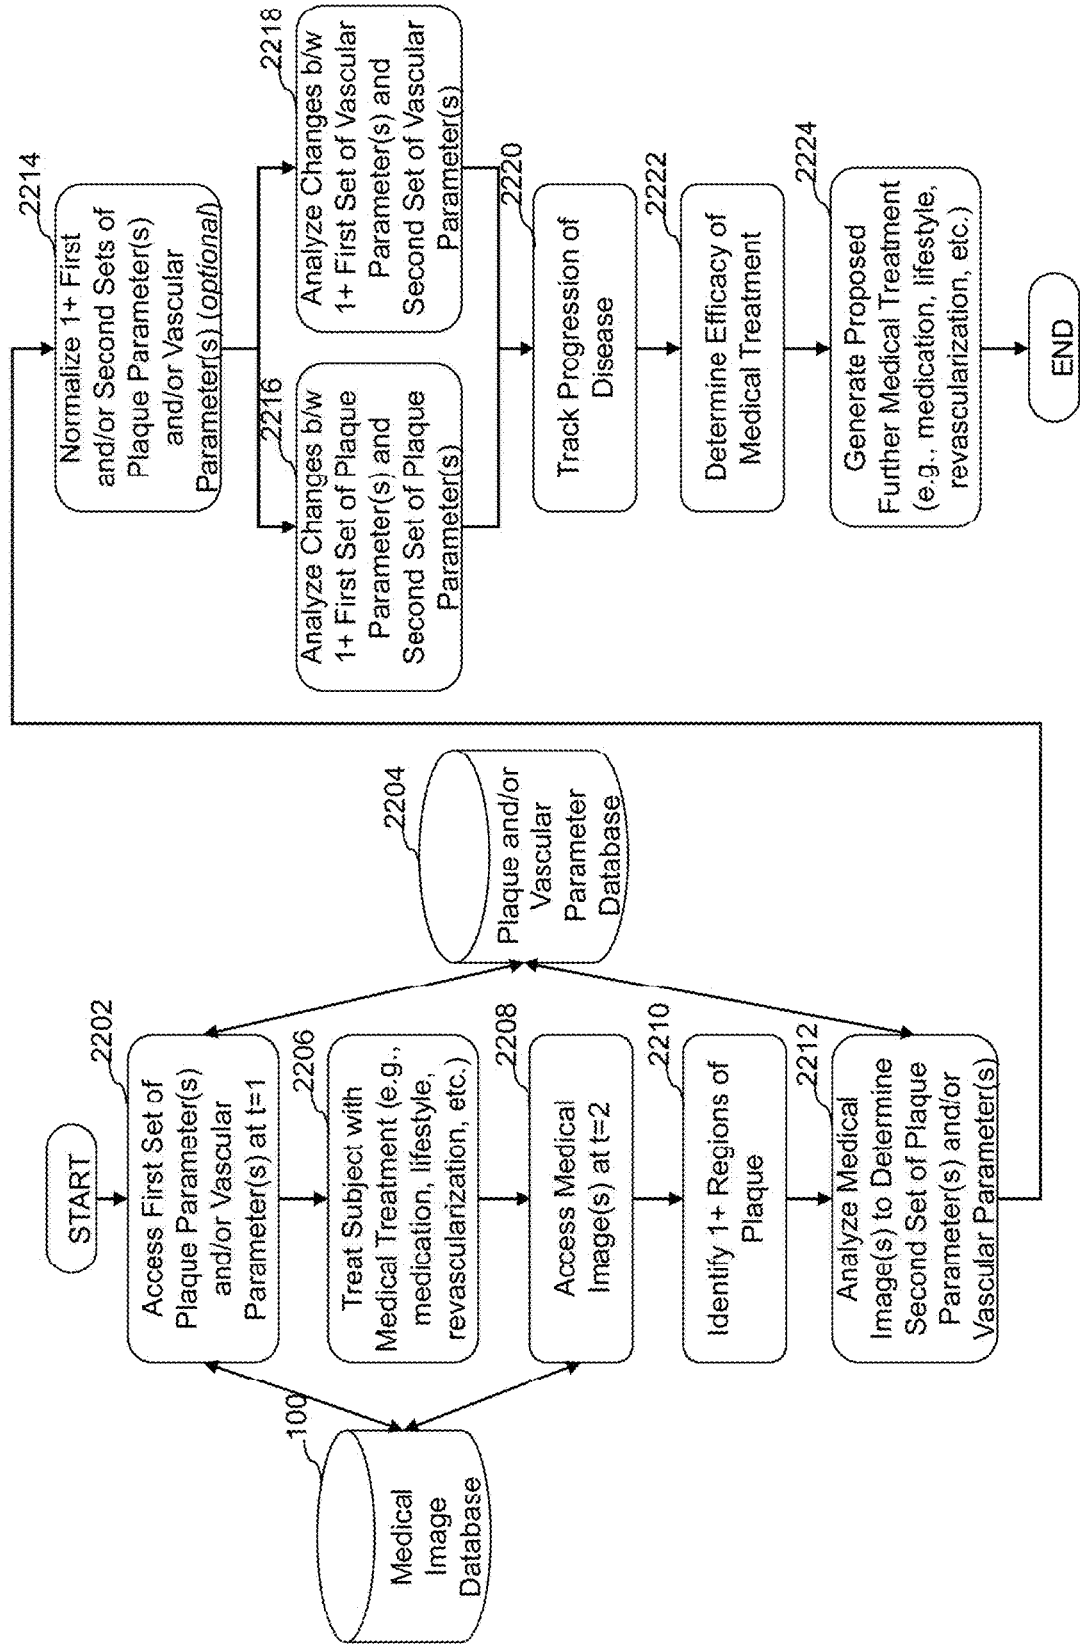 START
2202
Access First Set of
Plaque Parameter(s)
and/or Vascular
Parameter(s) at t=1
100
Medical
Image
Database
2204
Plaque and/or
Vascular
Parameter
Database
2206
Treat Subject with
Medical Treatment (e.g.,
medication, lifestyle,
revascularization, etc.)
2208
Access Medical
Image(s) at t=2
2210
Identify 1+ Regions of
Plaque
2212
Analyze Medical
Image(s) to Determine
Second Set of Plaque
Parameter(s) and/or
Vascular Parameter(s)
2214
Normalize 1+ First
and/or Second Sets of
Plaque Parameter(s)
and/or Vascular
Parameter(s) (optional)
2216
Analyze Changes b/w
1+ First Set of Plaque
Parameter(s) and
Second Set of Plaque
Parameter(s)
2218
Analyze Changes b/w
1+ First Set of Vascular
Parameter(s) and
Second Set of Vascular
Parameter(s)
2220
Track Progression of
Disease
2222
Determine Efficacy of
Medical Treatment
2224
Generate Proposed
Further Medical Treatment
(e.g., medication, lifestyle,
revascularization, etc.)
END